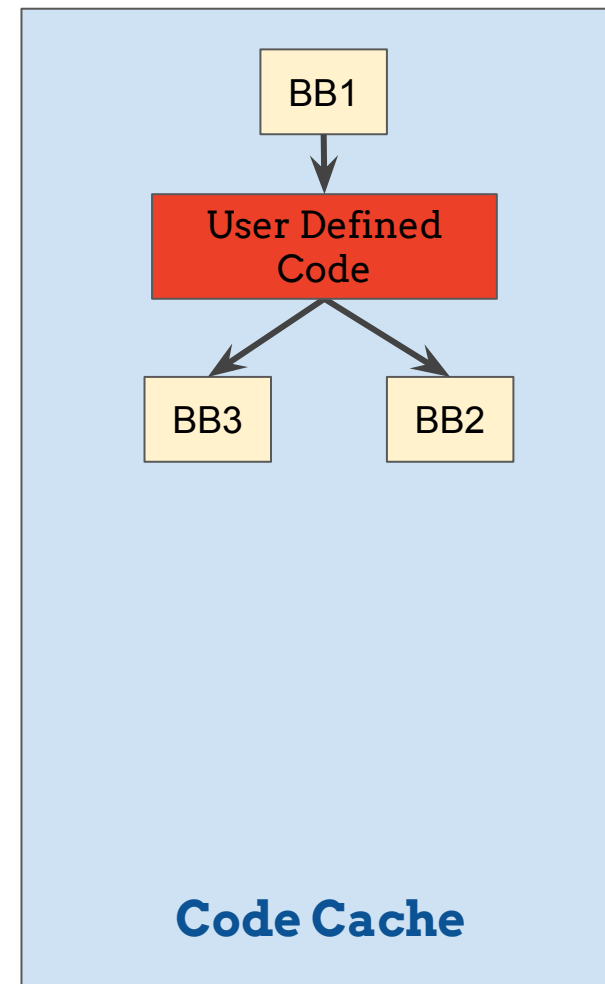 BB1
User Defined
Code
BB3
BB2
Code Cache